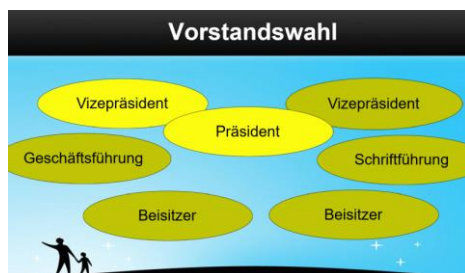 Vorstandswahl
Vizepräsident
Vizepräsident
Präsident
Geschäftsführung
Schriftführung
Beisitzer
Beisitzer